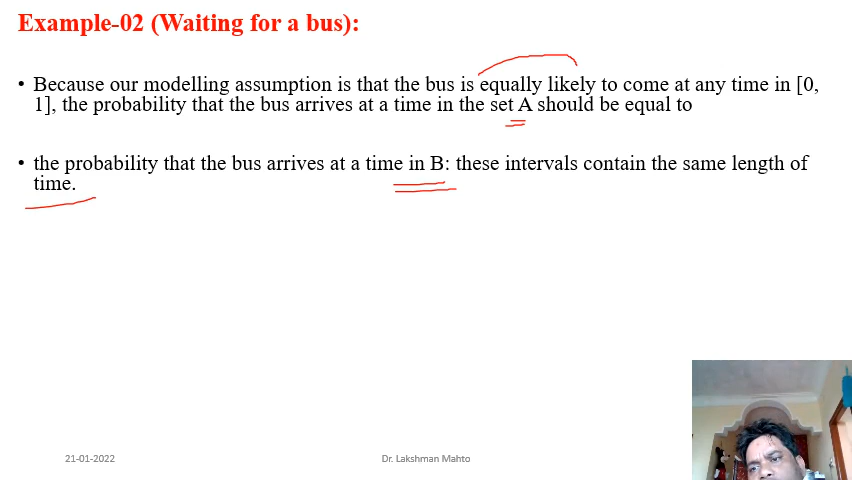 Example-02 (Waiting for a bus):
• Because our modelling assumption is that the bus is equally likely to come at any time in [0,
1], the probability that the bus arrives at a time in the set A should be equal to
• the probability that the bus arrives at a time in B: these intervals contain the same length of
time.
21-01-2022
Dr. Lakshman Mahto